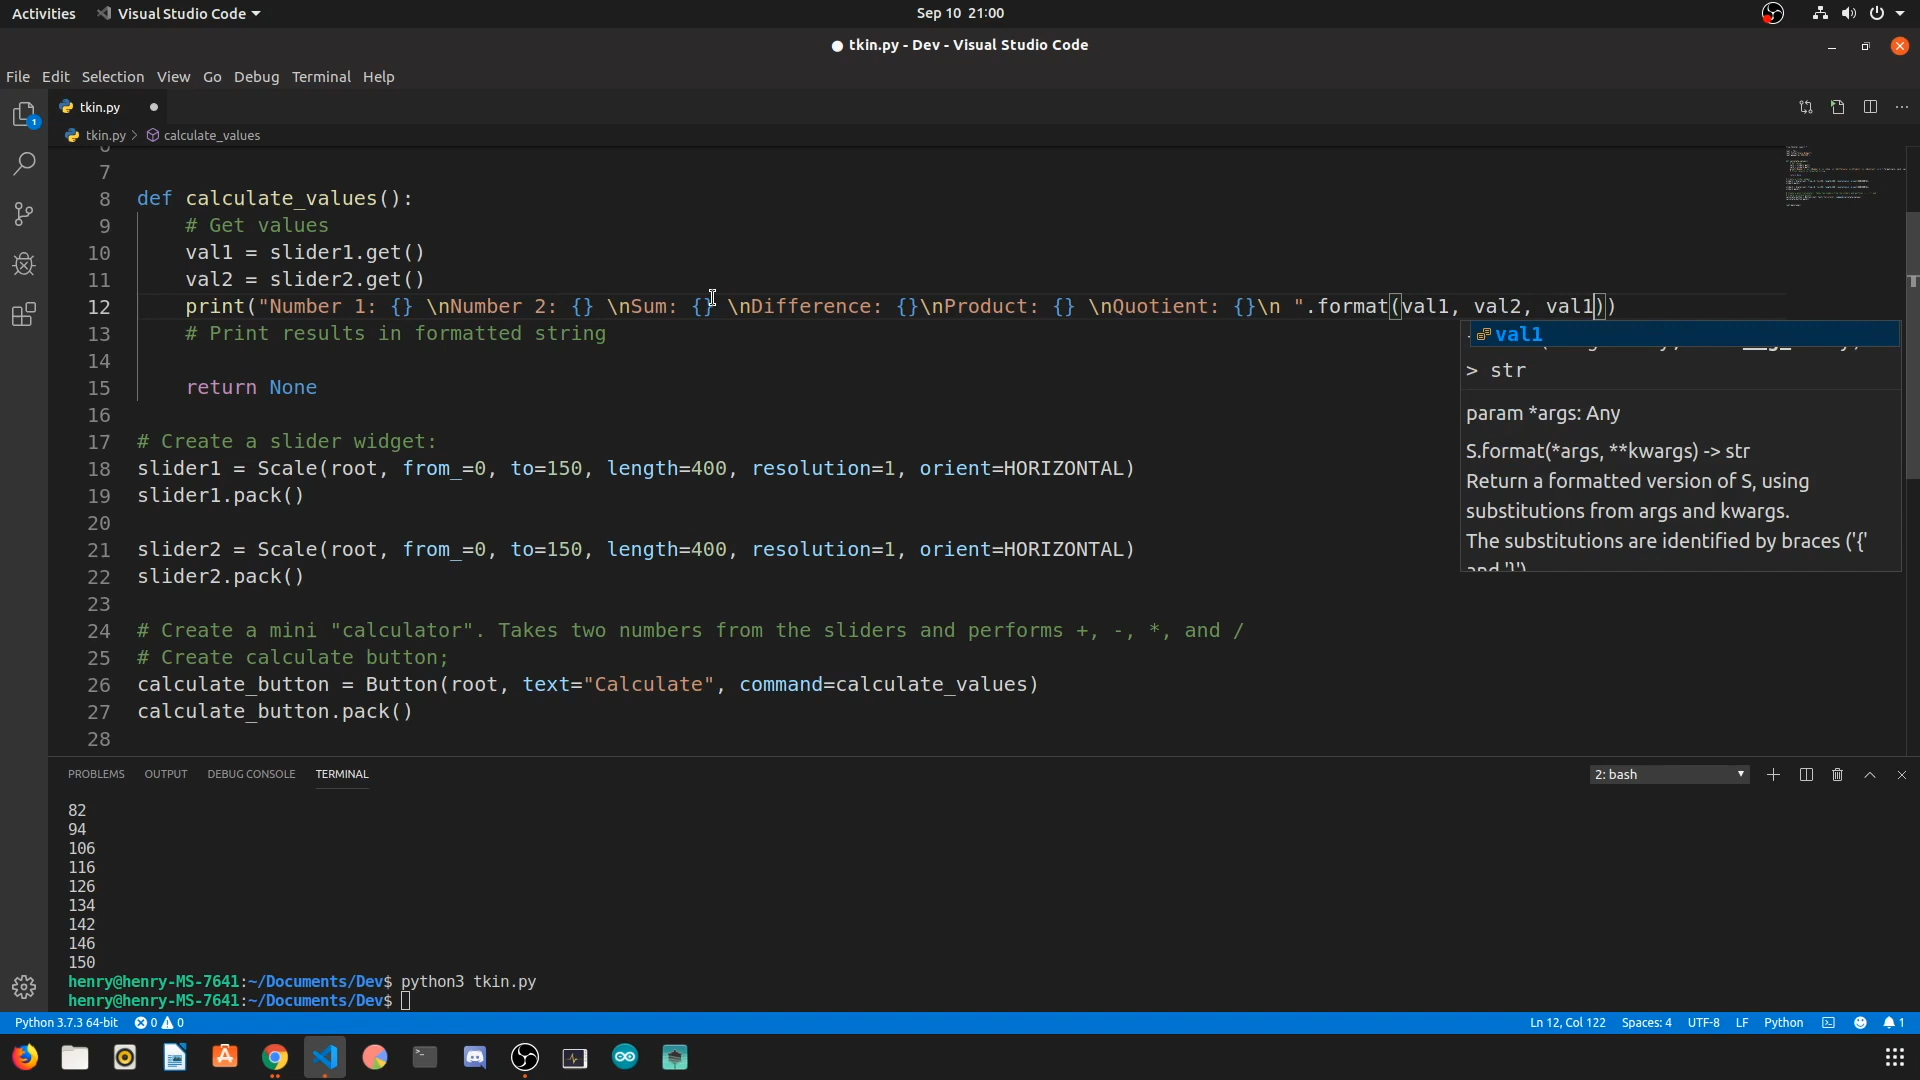 Activities Visual Studio Code Sep 10 21:00
● tkin.py - Dev - Visual Studio Code
File Edit Selection View Go Debug Terminal Help
1
tkin.py
tkin.py > calculate_values
6
7
8 def calculate_values():
9 # Get values
10 val1 = slider1.get()
11 val2 = slider2.get()
12 print("Number 1: {} \nNumber 2: {} \nSum: {} \nDifference: {}\nProduct: {} \nQuotient: {}\n ".format(val1, val2, val1))
13 # Print results in formatted string
14
15 return None
16
17 # Create a slider widget:
18 slider1 = Scale(root, from_=0, to=150, length=400, resolution=1, orient=HORIZONTAL)
19 slider1.pack()
20
21 slider2 = Scale(root, from_=0, to=150, length=400, resolution=1, orient=HORIZONTAL)
22 slider2.pack()
23
24 # Create a mini "calculator". Takes two numbers from the sliders and performs +, -, *, and /
25 # Create calculate button;
26 calculate_button = Button(root, text="Calculate", command=calculate_values)
27 calculate_button.pack()
28
val1
> str
param *args: Any
S.format(*args, **kwargs) -> str
Return a formatted version of S, using
substitutions from args and kwargs.
The substitutions are identified by braces ('{'
and '}').
PROBLEMS OUTPUT DEBUG CONSOLE TERMINAL 2: bash
82
94
106
116
126
134
142
146
150
henry@henry-MS-7641:~/Documents/Dev$ python3 tkin.py
henry@henry-MS-7641:~/Documents/Dev$
Python 3.7.3 64-bit 0 0 Ln 12, Col 122 Spaces: 4 UTF-8 LF Python 1